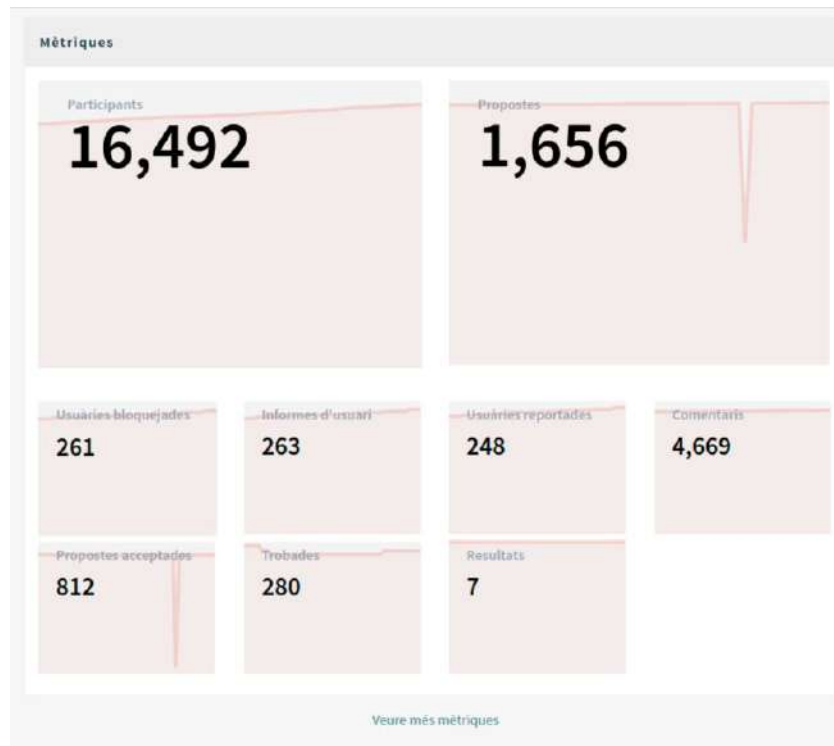 Mètriques
Participants
16,492
Propostes
1,656
Usuàries bloquejades
261
Informes d'usuari
263
Usuàries reportades
248
Comentaris
4,669
Propostes acceptades
812
Trobades
280
Resultats
7
Veure més mètriques